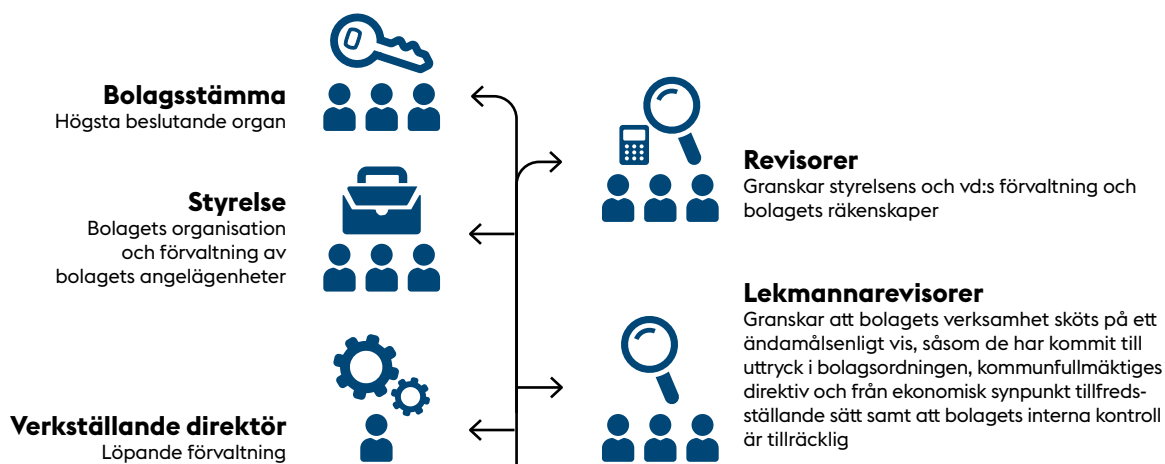 Bolagsstämma
Högsta beslutande organ
Styrelse
Bolagets organisation
och förvaltning av
bolagets angelägenheter
Verkställande direktör
Löpande förvaltning
Revisorer
Granskar styrelsens och vd:s förvaltning och
bolagets räkenskaper
Lekmannarevisorer
Granskar att bolagets verksamhet sköts på ett
ändamålsenligt vis, såsom de har kommit till
uttryck i bolagsordningen, kommunfullmäktiges
direktiv och från ekonomisk synpunkt tillfreds-
ställande sätt samt att bolagets interna kontroll
är tillräcklig